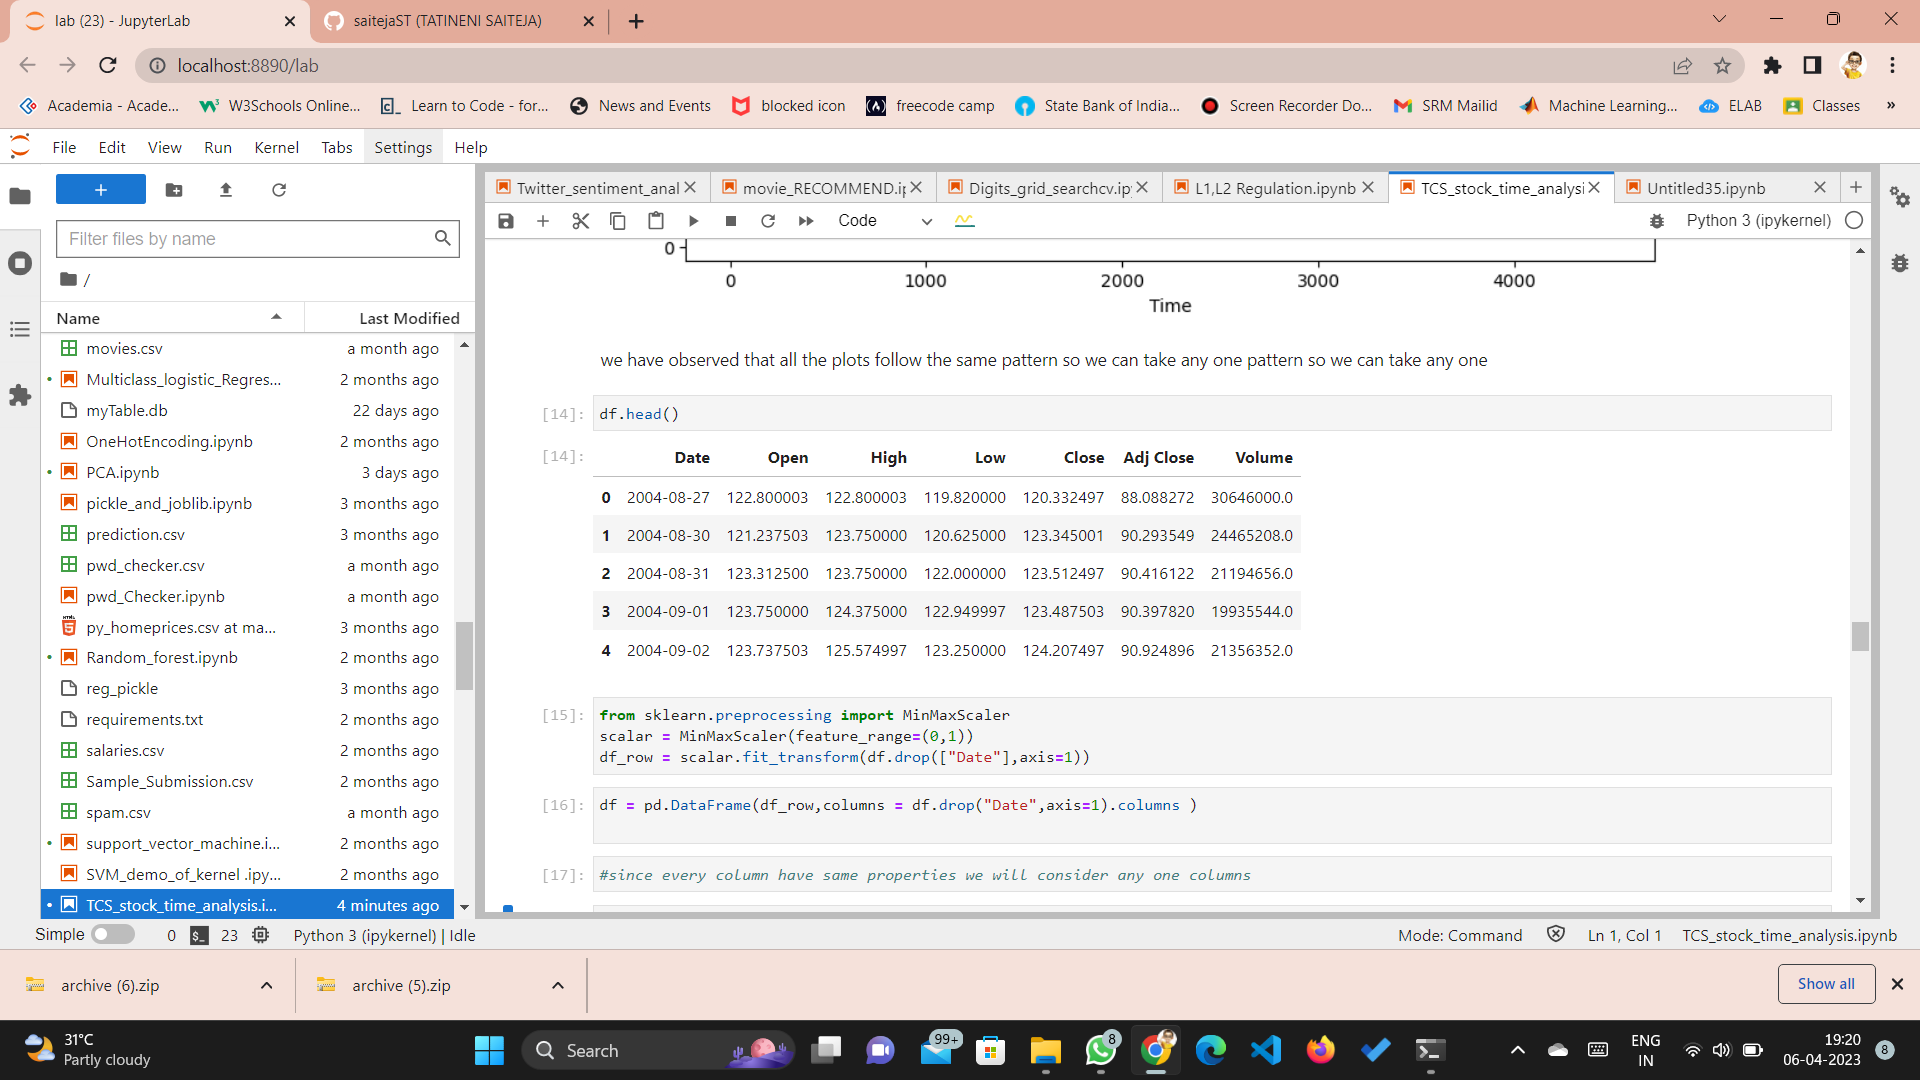 lab (23) - JupyterLab
saitejaST (TATINENI SAITEJA)
localhost:8890/lab
Academia - Acade...
W3Schools Online...
Learn to Code - for...
News and Events
blocked icon
freecode camp
State Bank of India...
Screen Recorder Do...
SRM Mailid
Machine Learning...
ELAB
Classes
»
File Edit View Run Kernel Tabs Settings Help
Filter files by name
/
Name Last Modified
movies.csv a month ago
Multiclass_logistic_Regres... 2 months ago
myTable.db 22 days ago
OneHotEncoding.ipynb 2 months ago
PCA.ipynb 3 days ago
pickle_and_joblib.ipynb 3 months ago
prediction.csv 3 months ago
pwd_checker.csv a month ago
pwd_Checker.ipynb a month ago
py_homeprices.csv at ma... 3 months ago
Random_forest.ipynb 2 months ago
reg_pickle 3 months ago
requirements.txt 2 months ago
salaries.csv 2 months ago
Sample_Submission.csv 2 months ago
spam.csv a month ago
support_vector_machine.i... 2 months ago
SVM_demo_of_kernel .ipy... 2 months ago
TCS_stock_time_analysis.i... 4 minutes ago
Twitter_sentiment_anal
movie_RECOMMEND.i
Digits_grid_searchcv.ip
L1,L2 Regulation.ipynb
TCS_stock_time_analysi
Untitled35.ipynb
Code
Python 3 (ipykernel)
0
0 1000 2000 3000 4000
Time
we have observed that all the plots follow the same pattern so we can take any one pattern so we can take any one
[14]: df.head()
[14]: Date Open High Low Close Adj Close Volume
0 2004-08-27 122.800003 122.800003 119.820000 120.332497 88.088272 30646000.0
1 2004-08-30 121.237503 123.750000 120.625000 123.345001 90.293549 24465208.0
2 2004-08-31 123.312500 123.750000 122.000000 123.512497 90.416122 21194656.0
3 2004-09-01 123.750000 124.375000 122.949997 123.487503 90.397820 19935544.0
4 2004-09-02 123.737503 125.574997 123.250000 124.207497 90.924896 21356352.0
[15]: from sklearn.preprocessing import MinMaxScaler
scalar = MinMaxScaler(feature_range=(0,1))
df_row = scalar.fit_transform(df.drop(["Date"],axis=1))
[16]: df = pd.DataFrame(df_row,columns = df.drop("Date",axis=1).columns )
[17]: #since every column have same properties we will consider any one columns
Simple 0 23 Python 3 (ipykernel) | Idle Mode: Command Ln 1, Col 1 TCS_stock_time_analysis.ipynb
archive (6).zip
archive (5).zip
Show all
31°C
Partly cloudy
Search
99+
8
ENG
IN
19:20
06-04-2023
8